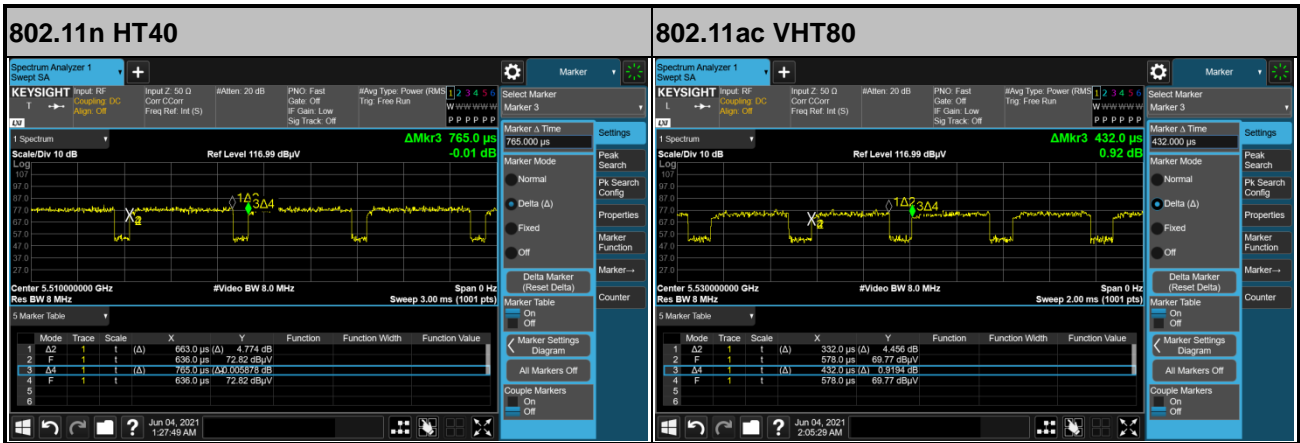 802.11n HT40
Spectrum Analyzer 1
Swept SA
Marker
KEYSIGHT Input: RF Input Z: 50 Ω #Atten: 20 dB PNO: Fast #Avg Type: Power (RMS 1 2 3 4 5 6
T Coupling: DC Corr CCorr Gate: Off Trig: Free Run W W W W W W
Align: Off Freq Ref: Int (S) IF Gain: Low P P P P P P
LXI Sig Track: Off
Select Marker
Marker 3
1 Spectrum
ΔMkr3 765.0 µs
Scale/Div 10 dB Ref Level 116.99 dBµV -0.01 dB
Log
107
97.0
87.0
77.0
67.0
57.0
47.0
37.0
27.0
1Δ2
3Δ4
Center 5.510000000 GHz #Video BW 8.0 MHz Span 0 Hz
Res BW 8 MHz Sweep 3.00 ms (1001 pts)
5 Marker Table
Mode Trace Scale X Y Function Function Width Function Value
1 Δ2 1 t (Δ) 663.0 µs (Δ) 4.774 dB
2 F 1 t 636.0 µs 72.82 dBµV
3 Δ4 1 t (Δ) 765.0 µs (Δ)-0.005878 dB
4 F 1 t 636.0 µs 72.82 dBµV
5
6
Marker Δ Time
765.000 µs
Marker Mode
Normal
Delta (Δ)
Fixed
Off
Delta Marker
(Reset Delta)
Marker Table
On
Off
Marker Settings
Diagram
All Markers Off
Couple Markers
On
Off
Settings
Peak
Search
Pk Search
Config
Properties
Marker
Function
Marker→
Counter
?
Jun 04, 2021
1:27:49 AM
802.11ac VHT80
Spectrum Analyzer 1
Swept SA
Marker
KEYSIGHT Input: RF Input Z: 50 Ω #Atten: 20 dB PNO: Fast #Avg Type: Power (RMS 1 2 3 4 5 6
L Coupling: DC Corr CCorr Gate: Off Trig: Free Run W W W W W W
Align: Off Freq Ref: Int (S) IF Gain: Low P P P P P P
LXI Sig Track: Off
Select Marker
Marker 3
1 Spectrum
ΔMkr3 432.0 µs
Scale/Div 10 dB Ref Level 116.99 dBµV 0.92 dB
Log
107
97.0
87.0
77.0
67.0
57.0
47.0
37.0
27.0
1Δ2
3Δ4
Center 5.530000000 GHz #Video BW 8.0 MHz Span 0 Hz
Res BW 8 MHz Sweep 2.00 ms (1001 pts)
5 Marker Table
Mode Trace Scale X Y Function Function Width Function Value
1 Δ2 1 t (Δ) 332.0 µs (Δ) 4.456 dB
2 F 1 t 578.0 µs 69.77 dBµV
3 Δ4 1 t (Δ) 432.0 µs (Δ) 0.9194 dB
4 F 1 t 578.0 µs 69.77 dBµV
5
6
Marker Δ Time
432.000 µs
Marker Mode
Normal
Delta (Δ)
Fixed
Off
Delta Marker
(Reset Delta)
Marker Table
On
Off
Marker Settings
Diagram
All Markers Off
Couple Markers
On
Off
Settings
Peak
Search
Pk Search
Config
Properties
Marker
Function
Marker→
Counter
?
Jun 04, 2021
2:05:29 AM